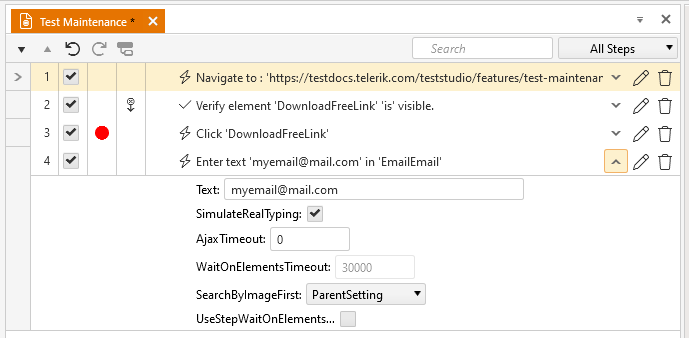 Test Maintenance *
Search
All Steps
1 Navigate to : 'https://testdocs.telerik.com/teststudio/features/test-maintenan
2 Verify element 'DownloadFreeLink' 'is' visible.
3 Click 'DownloadFreeLink'
4 Enter text 'myemail@mail.com' in 'EmailEmail'
Text: myemail@mail.com
SimulateRealTyping:
AjaxTimeout: 0
WaitOnElementsTimeout: 30000
SearchByImageFirst: ParentSetting
UseStepWaitOnElements...